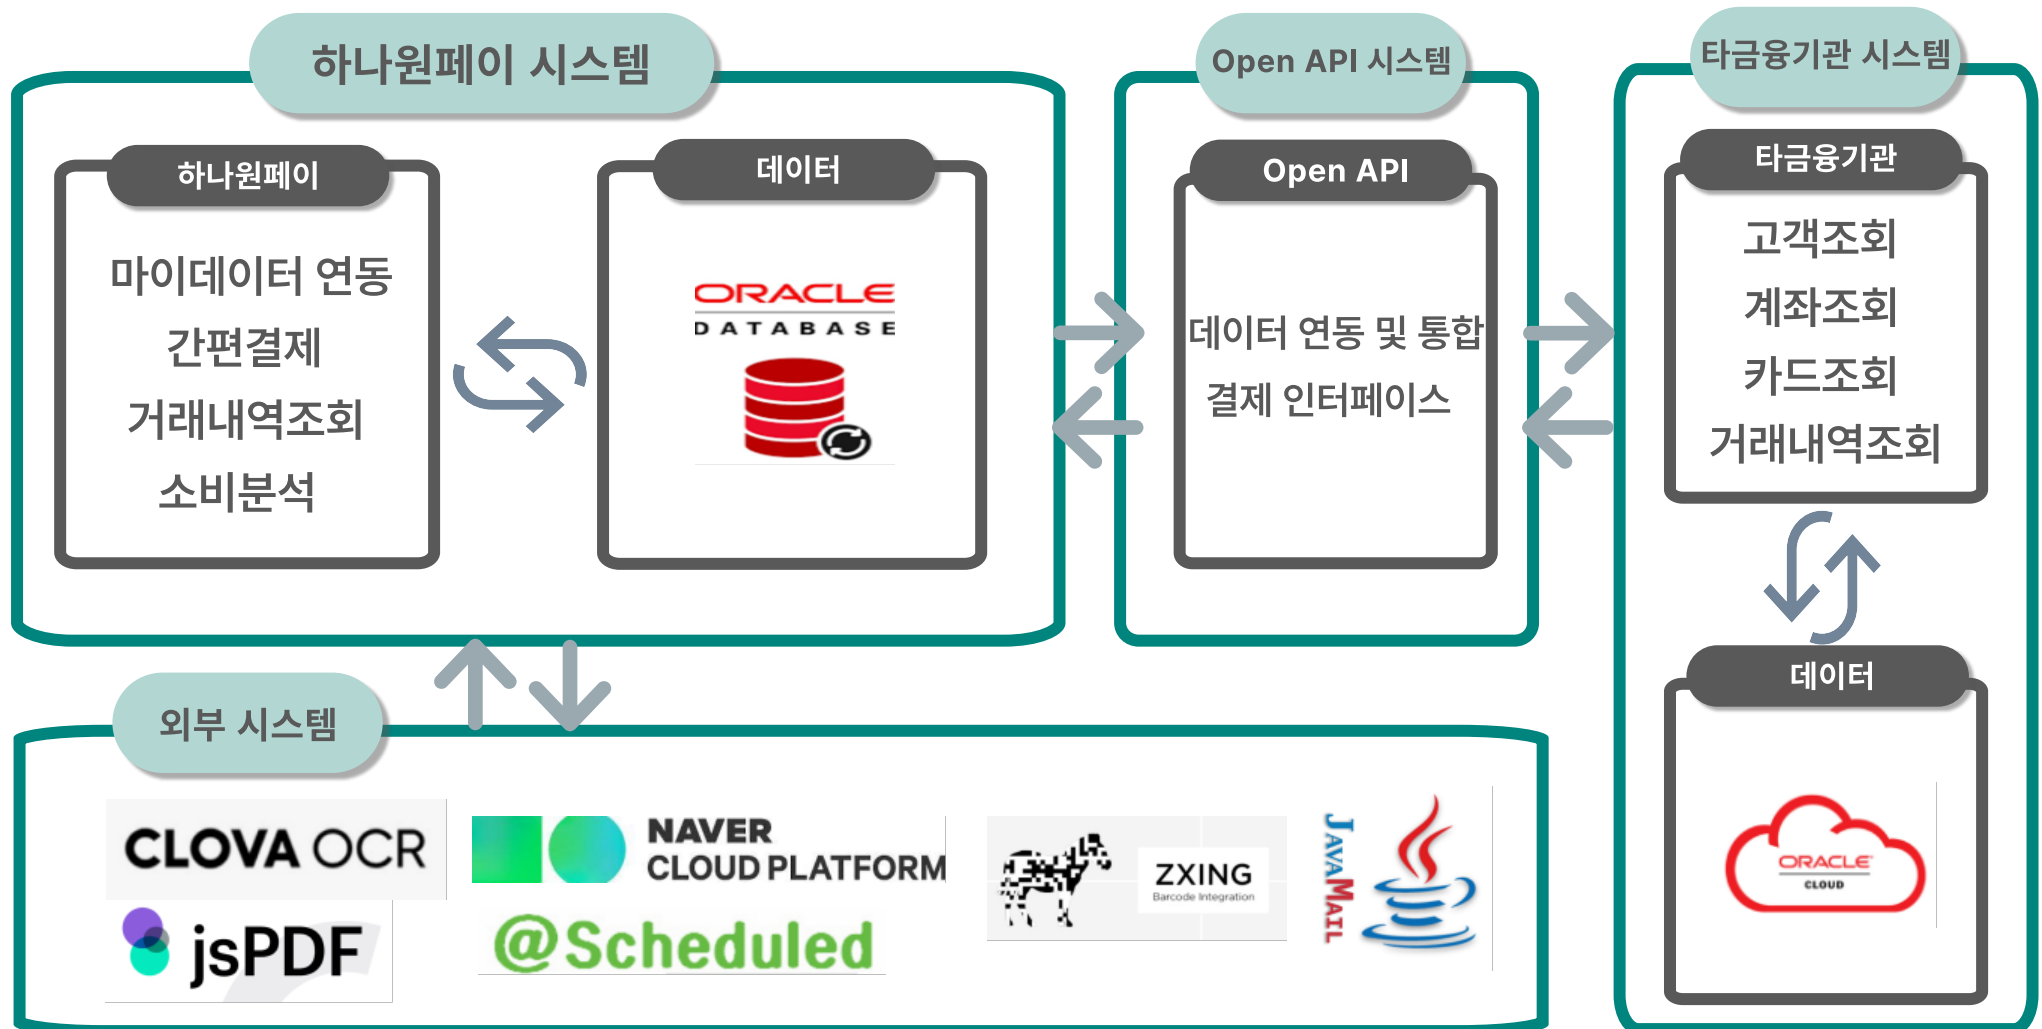 하나원페이 시스템
하나원페이
마이데이터 연동
간편결제
거래내역조회
소비분석
데이터
ORACLE
DATABASE
Open API 시스템
Open API
데이터 연동 및 통합
결제 인터페이스
타금융기관 시스템
타금융기관
고객조회
계좌조회
카드조회
거래내역조회
데이터
ORACLE
CLOUD
외부 시스템
CLOVA OCR
NAVER
CLOUD PLATFORM
ZXING
Barcode Integration
JAVAMAIL
jsPDF
@Scheduled